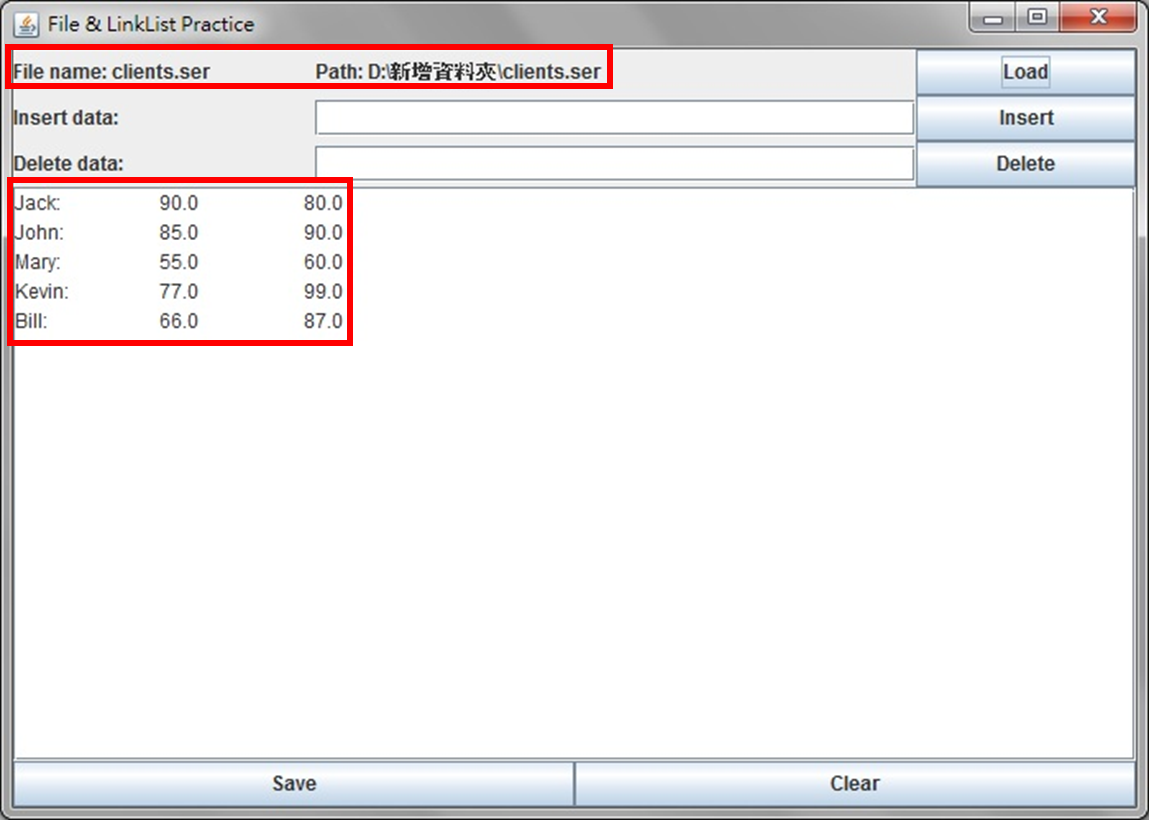 File & LinkList Practice
File name: clients.ser Path: D:\新增資料夾\clients.ser Load
Insert data: Insert
Delete data: Delete
Jack: 90.0 80.0
John: 85.0 90.0
Mary: 55.0 60.0
Kevin: 77.0 99.0
Bill: 66.0 87.0
Save Clear